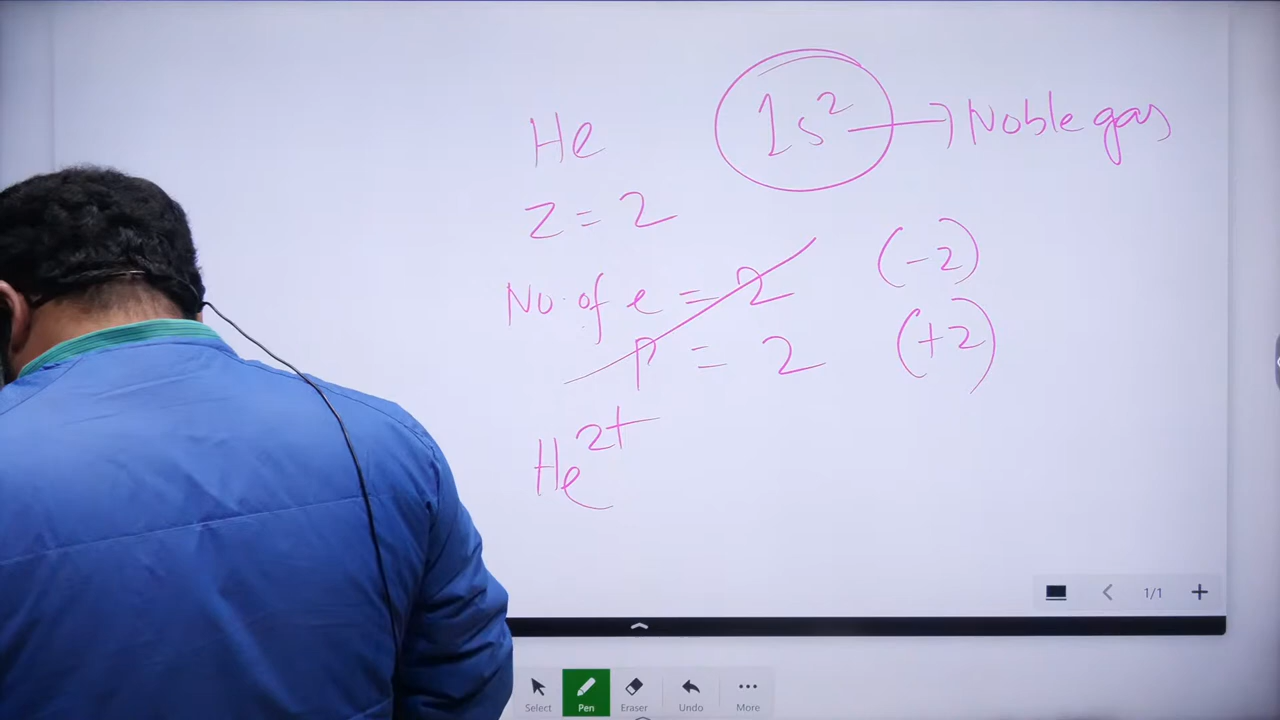 He 1s² → Noble gas
Z = 2
No. of e = 2 (-2)
P = 2 (+2)
He²⁺
1/1
Select Pen Eraser Undo More